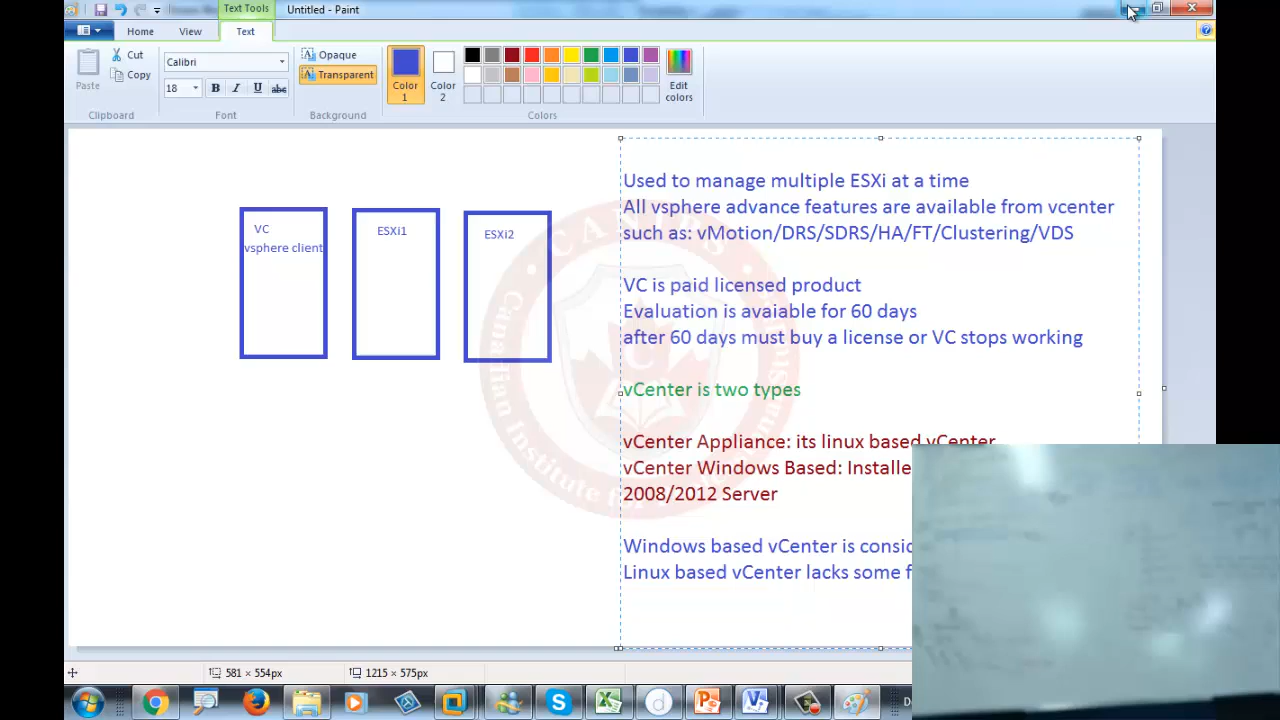 Text Tools
Untitled - Paint
Home
View
Text
Paste
Cut
Copy
Clipboard
Calibri
18
B I U abc
Font
Opaque
Transparent
Background
Color 1
Color 2
Edit colors
Colors
VC
vsphere client
ESXi1
ESXi2
Used to manage multiple ESXi at a time
All vsphere advance features are available from vcenter
such as: vMotion/DRS/SDRS/HA/FT/Clustering/VDS
VC is paid licensed product
Evaluation is avaiable for 60 days
after 60 days must buy a license or VC stops working
vCenter is two types
vCenter Appliance: its linux based vCenter
vCenter Windows Based: Installe
2008/2012 Server
Windows based vCenter is consid
Linux based vCenter lacks some f
581 × 554px
1215 × 575px